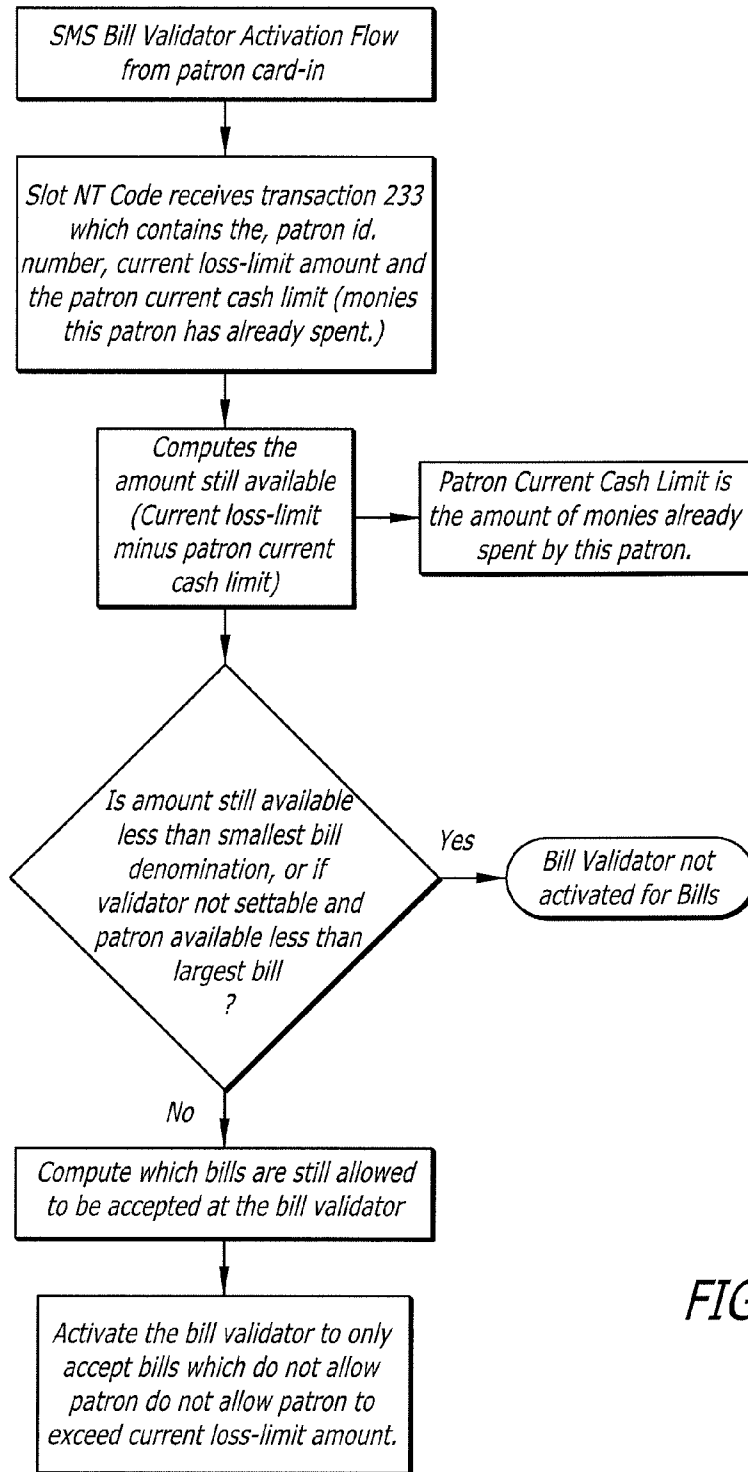 SMS Bill Validator Activation Flow
from patron card-in
Slot NT Code receives transaction 233
which contains the, patron id.
number, current loss-limit amount and
the patron current cash limit (monies
this patron has already spent.)
Computes the
amount still available
(Current loss-limit
minus patron current
cash limit)
Patron Current Cash Limit is
the amount of monies already
spent by this patron.
Is amount still available
less than smallest bill
denomination, or if
validator not settable and
patron available less than
largest bill
?
Yes
Bill Validator not
activated for Bills
No
Compute which bills are still allowed
to be accepted at the bill validator
Activate the bill validator to only
accept bills which do not allow
patron do not allow patron to
exceed current loss-limit amount.
FIG